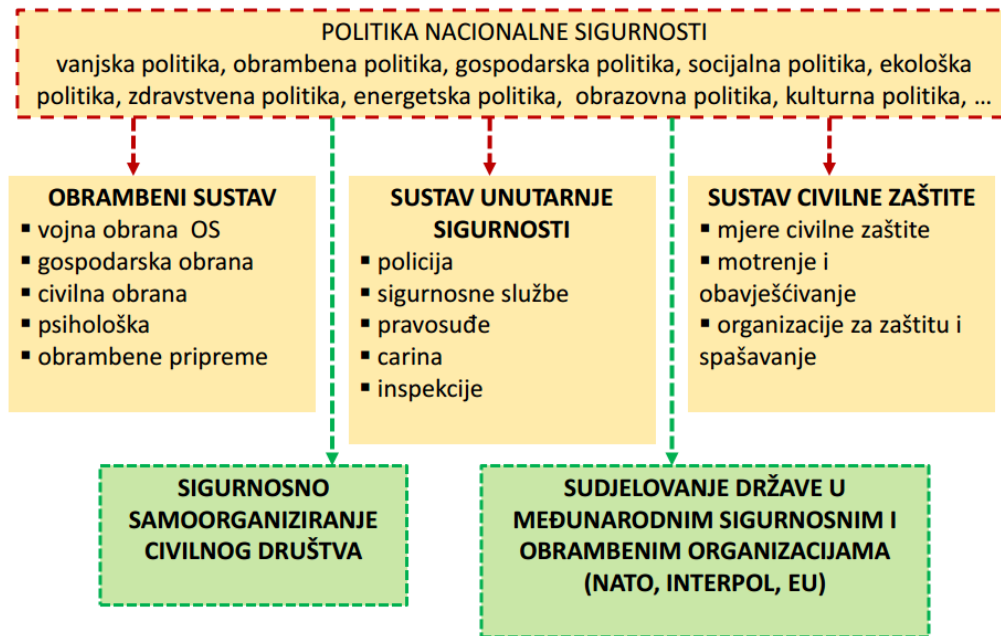 POLITIKA NACIONALNE SIGURNOSTI
vanjska politika, obrambena politika, gospodarska politika, socijalna politika, ekološka
politika, zdravstvena politika, energetska politika, obrazovna politika, kulturna politika, ...
OBRAMBENI SUSTAV
▪ vojna obrana OS
▪ gospodarska obrana
▪ civilna obrana
▪ psihološka
▪ obrambene pripreme
SUSTAV UNUTARNJE
SIGURNOSTI
▪ policija
▪ sigurnosne službe
▪ pravosuđe
▪ carina
▪ inspekcije
SUSTAV CIVILNE ZAŠTITE
▪ mjere civilne zaštite
▪ motrenje i
obavješćivanje
▪ organizacije za zaštitu i
spašavanje
SIGURNOSNO
SAMOORGANIZIRANJE
CIVILNOG DRUŠTVA
SUDJELOVANJE DRŽAVE U
MEĐUNARODNIM SIGURNOSNIM I
OBRAMBENIM ORGANIZACIJAMA
(NATO, INTERPOL, EU)